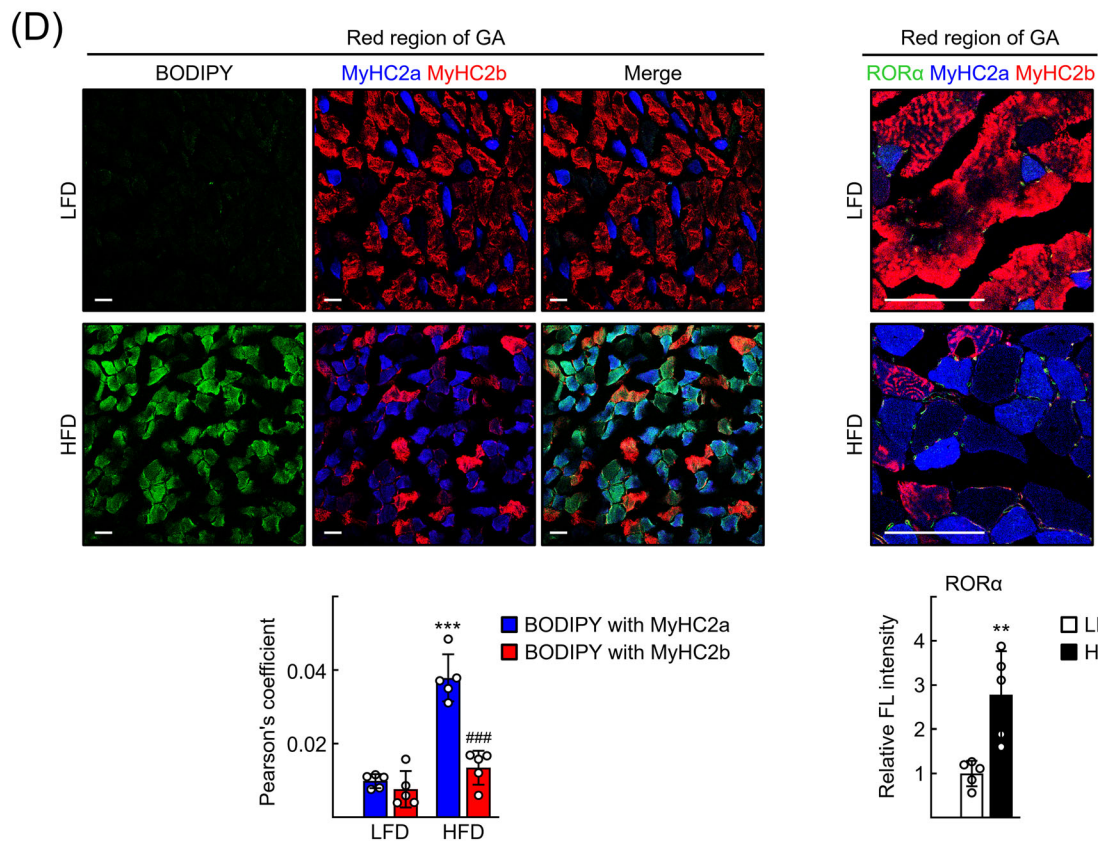 (D)
Red region of GA
BODIPY MyHC2a MyHC2b Merge
LFD
HFD
Red region of GA
RORα MyHC2a MyHC2b
LFD
HFD
Pearson's coefficient
0.04
0.02
***
###
LFD HFD
BODIPY with MyHC2a
BODIPY with MyHC2b
RORα
Relative FL intensity
4
3
2
1
**